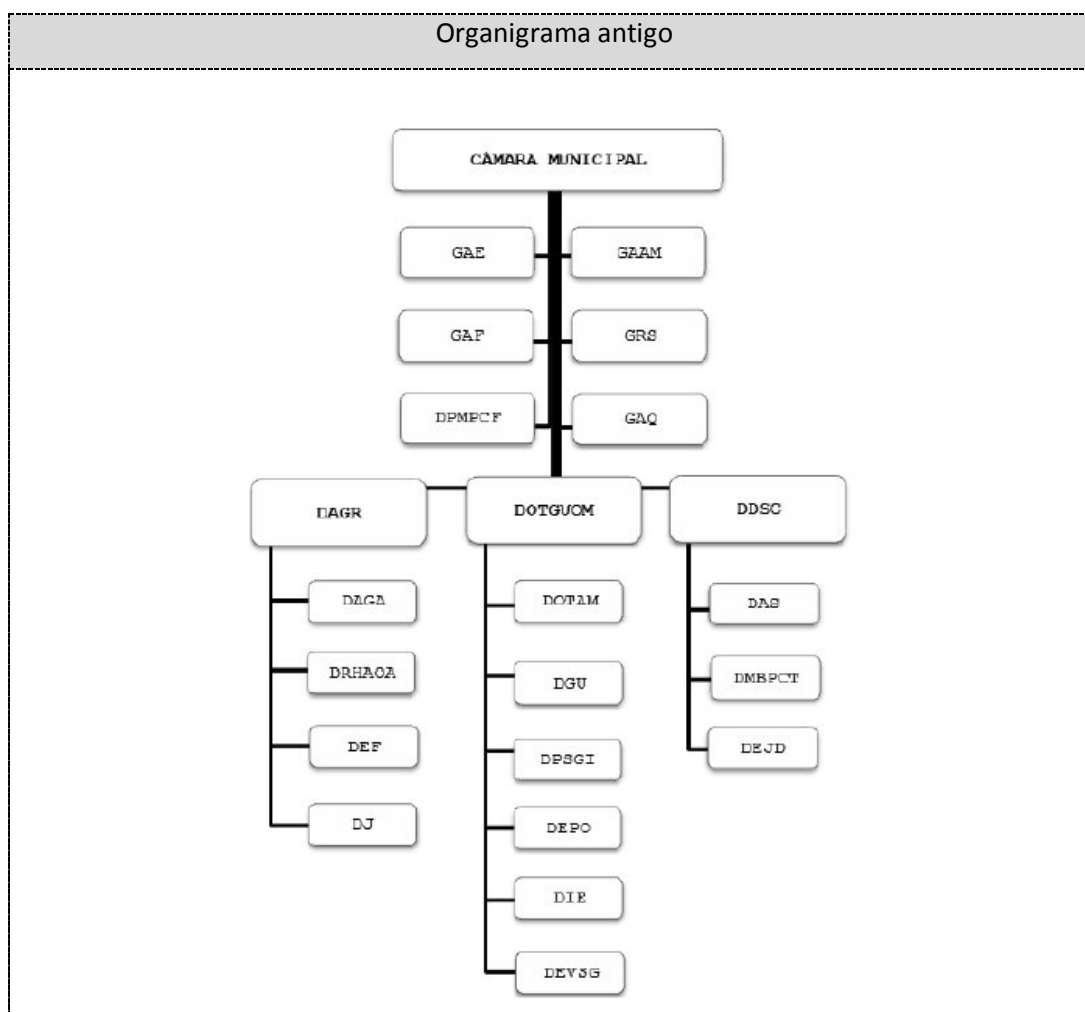 Organigrama antigo
CÂMARA MUNICIPAL
GAE
GAAM
GAF
GRS
DPMPCF
GAQ
DAGR
DOTGUOM
DDSC
DAGA
DRHAOA
DEF
DJ
DOTAM
DGU
DPSGI
DEPO
DIE
DEVSG
DAS
DMBPCT
DEJD